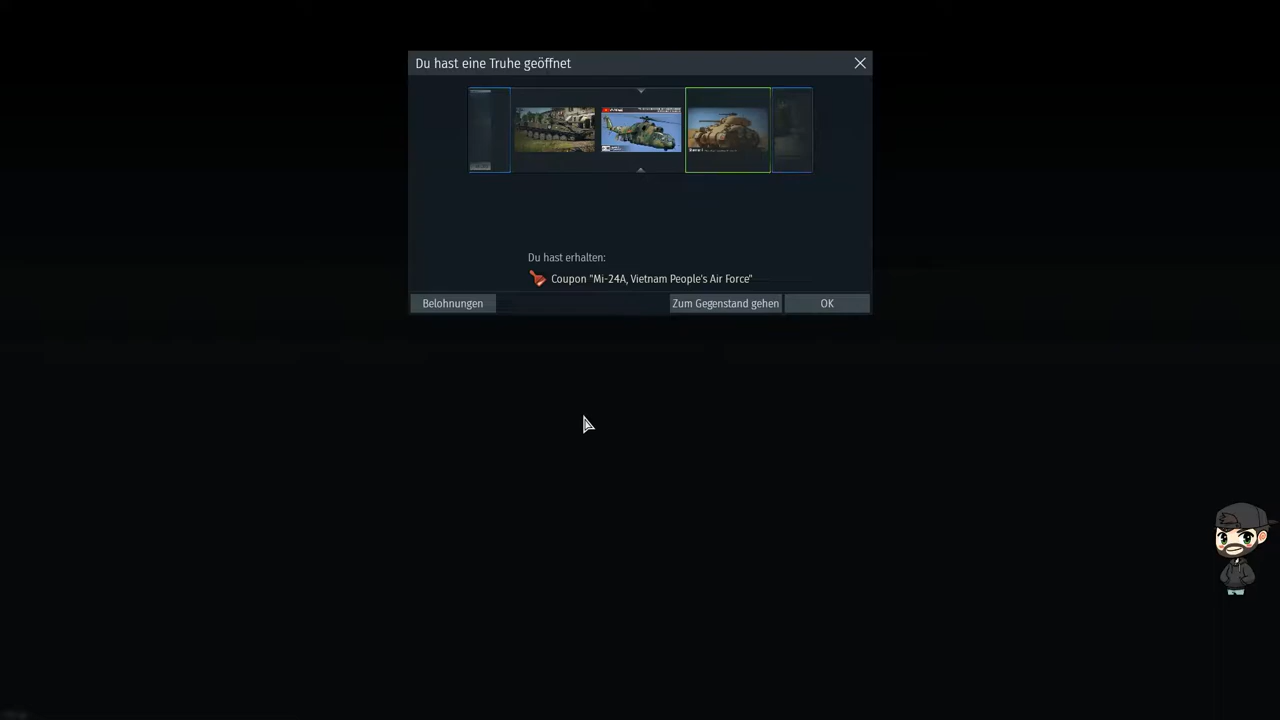 Du hast eine Truhe geöffnet
Du hast erhalten:
Coupon "Mi-24A, Vietnam People's Air Force"
Belohnungen
Zum Gegenstand gehen
OK